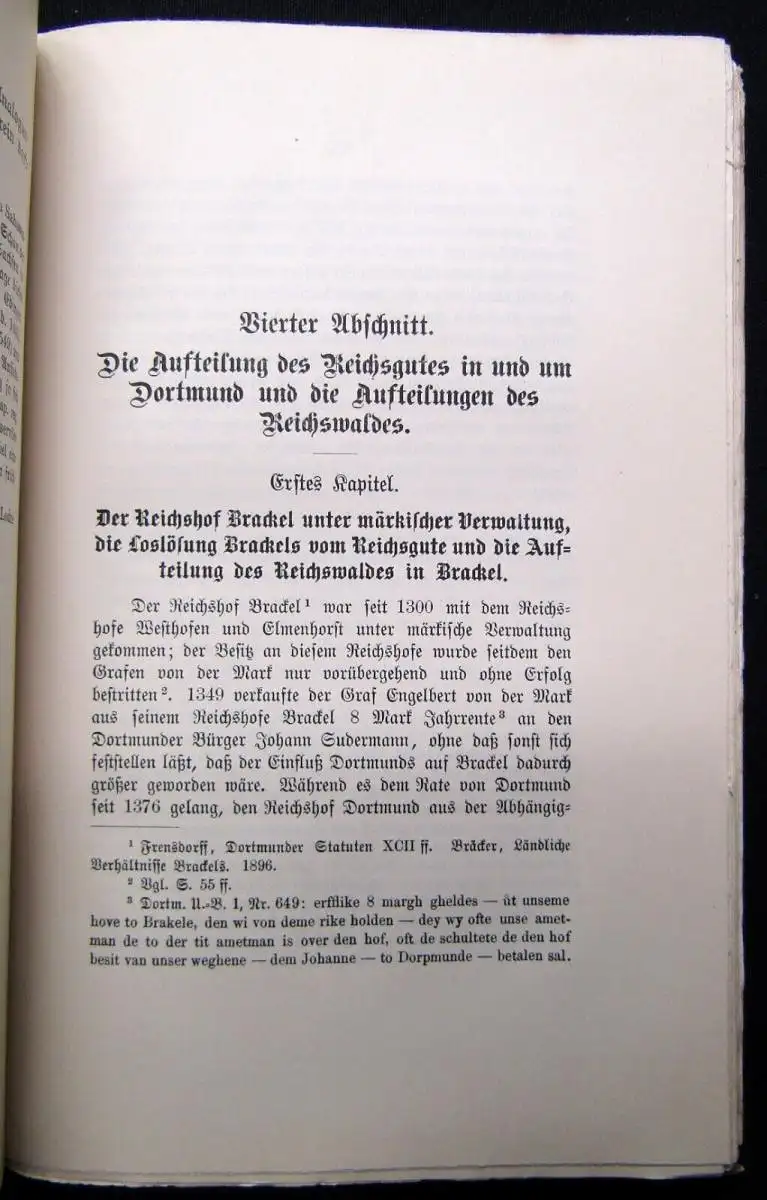 Vierter Abschnitt.
Die Aufteilung des Reichsgutes in und um
Dortmund und die Aufteilungen des
Reichswaldes.
Erstes Kapitel.
Der Reichshof Brackel unter märkischer Verwaltung,
die Loslösung Brackels vom Reichsgute und die Auf=
teilung des Reichswaldes in Brackel.
Der Reichshof Brackel¹ war seit 1300 mit dem Reichs=
hofe Westhofen und Elmenhorst unter märkische Verwaltung
gekommen; der Besitz an diesem Reichshofe wurde seitdem den
Grafen von der Mark nur vorübergehend und ohne Erfolg
bestritten². 1349 verkaufte der Graf Engelbert von der Mark
aus seinem Reichshofe Brackel 8 Mark Jahrrente³ an den
Dortmunder Bürger Johann Sudermann, ohne daß sonst sich
feststellen läßt, daß der Einfluß Dortmunds auf Brackel dadurch
größer geworden wäre. Während es dem Rate von Dortmund
seit 1376 gelang, den Reichshof Dortmund aus der Abhängig=
¹ Frensdorff, Dortmunder Statuten XCII ff. Bräcker, Ländliche
Verhältnisse Brackels. 1896.
² Vgl. S. 55 ff.
³ Dortm. U.=B. 1, Nr. 649: erfflike 8 margh gheldes — ût unseme
hove to Brakele, den wi von deme rike holden — dey wy ofte unse amet-
man de to der tit ametman is over den hof, oft de schultete de den hof
besit van unser weghene — dem Johanne — to Dorpmunde — betalen sal.